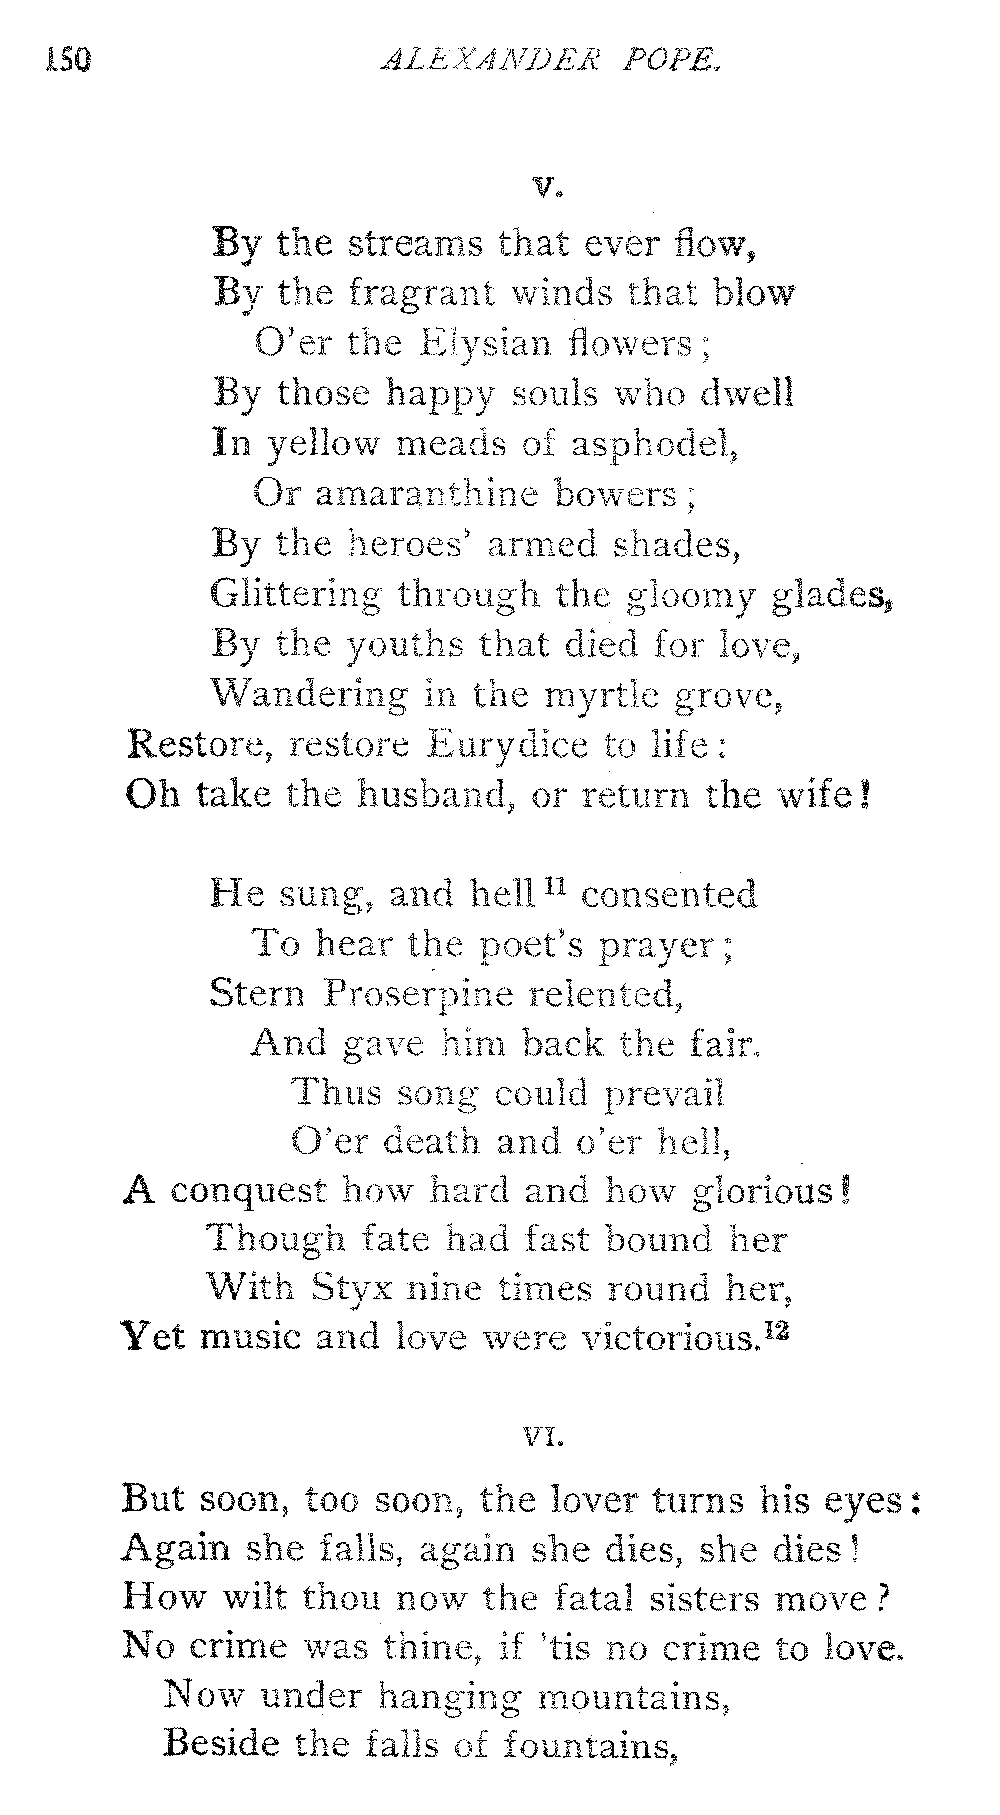 150 ALEXANDER POPE.
V.
By the streams that ever flow,
By the fragrant winds that blow
O'er the Elysian flowers;
By those happy souls who dwell
In yellow meads of asphodel,
Or amaranthine bowers;
By the heroes' armed shades,
Glittering through the gloomy glades,
By the youths that died for love,
Wandering in the myrtle grove,
Restore, restore Eurydice to life:
Oh take the husband, or return the wife!
He sung, and hell¹¹ consented
To hear the poet's prayer;
Stern Proserpine relented,
And gave him back the fair.
Thus song could prevail
O'er death and o'er hell,
A conquest how hard and how glorious!
Though fate had fast bound her
With Styx nine times round her,
Yet music and love were victorious.¹²
VI.
But soon, too soon, the lover turns his eyes:
Again she falls, again she dies, she dies!
How wilt thou now the fatal sisters move?
No crime was thine, if 'tis no crime to love.
Now under hanging mountains,
Beside the falls of fountains,